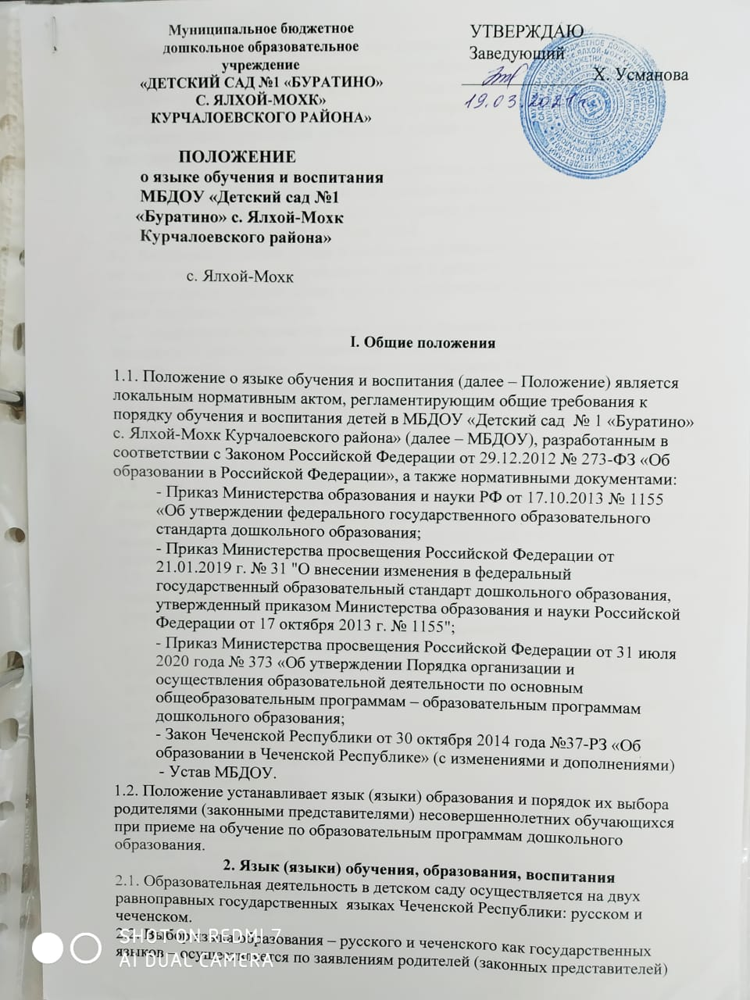 Муниципальное бюджетное
дошкольное образовательное
учреждение
«ДЕТСКИЙ САД №1 «БУРАТИНО»
С. ЯЛХОЙ-МОХК»
КУРЧАЛОЕВСКОГО РАЙОНА»
УТВЕРЖДАЮ
Заведующий
Х. Усманова
19.03.2021г.
ПОЛОЖЕНИЕ
о языке обучения и воспитания
МБДОУ «Детский сад №1
«Буратино» с. Ялхой-Мохк
Курчалоевского района»
с. Ялхой-Мохк
I. Общие положения
1.1. Положение о языке обучения и воспитания (далее – Положение) является
локальным нормативным актом, регламентирующим общие требования к
порядку обучения и воспитания детей в МБДОУ «Детский сад № 1 «Буратино»
с. Ялхой-Мохк Курчалоевского района» (далее – МБДОУ), разработанным в
соответствии с Законом Российской Федерации от 29.12.2012 № 273-ФЗ «Об
образовании в Российской Федерации», а также нормативными документами:
- Приказ Министерства образования и науки РФ от 17.10.2013 № 1155
«Об утверждении федерального государственного образовательного
стандарта дошкольного образования;
- Приказ Министерства просвещения Российской Федерации от
21.01.2019 г. № 31 "О внесении изменения в федеральный
государственный образовательный стандарт дошкольного образования,
утвержденный приказом Министерства образования и науки Российской
Федерации от 17 октября 2013 г. № 1155";
- Приказ Министерства просвещения Российской Федерации от 31 июля
2020 года № 373 «Об утверждении Порядка организации и
осуществления образовательной деятельности по основным
общеобразовательным программам – образовательным программам
дошкольного образования;
- Закон Чеченской Республики от 30 октября 2014 года №37-РЗ «Об
образовании в Чеченской Республике» (с изменениями и дополнениями)
- Устав МБДОУ.
1.2. Положение устанавливает язык (языки) образования и порядок их выбора
родителями (законными представителями) несовершеннолетних обучающихся
при приеме на обучение по образовательным программам дошкольного
образования.
2. Язык (языки) обучения, образования, воспитания
2.1. Образовательная деятельность в детском саду осуществляется на двух
равноправных государственных языках Чеченской Республики: русском и
чеченском.
2.2. Выбор языка образования – русского и чеченского как государственных
языков – осуществляется по заявлениям родителей (законных представителей)
SHOT ON REDMI 7
AI DUAL CAMERA